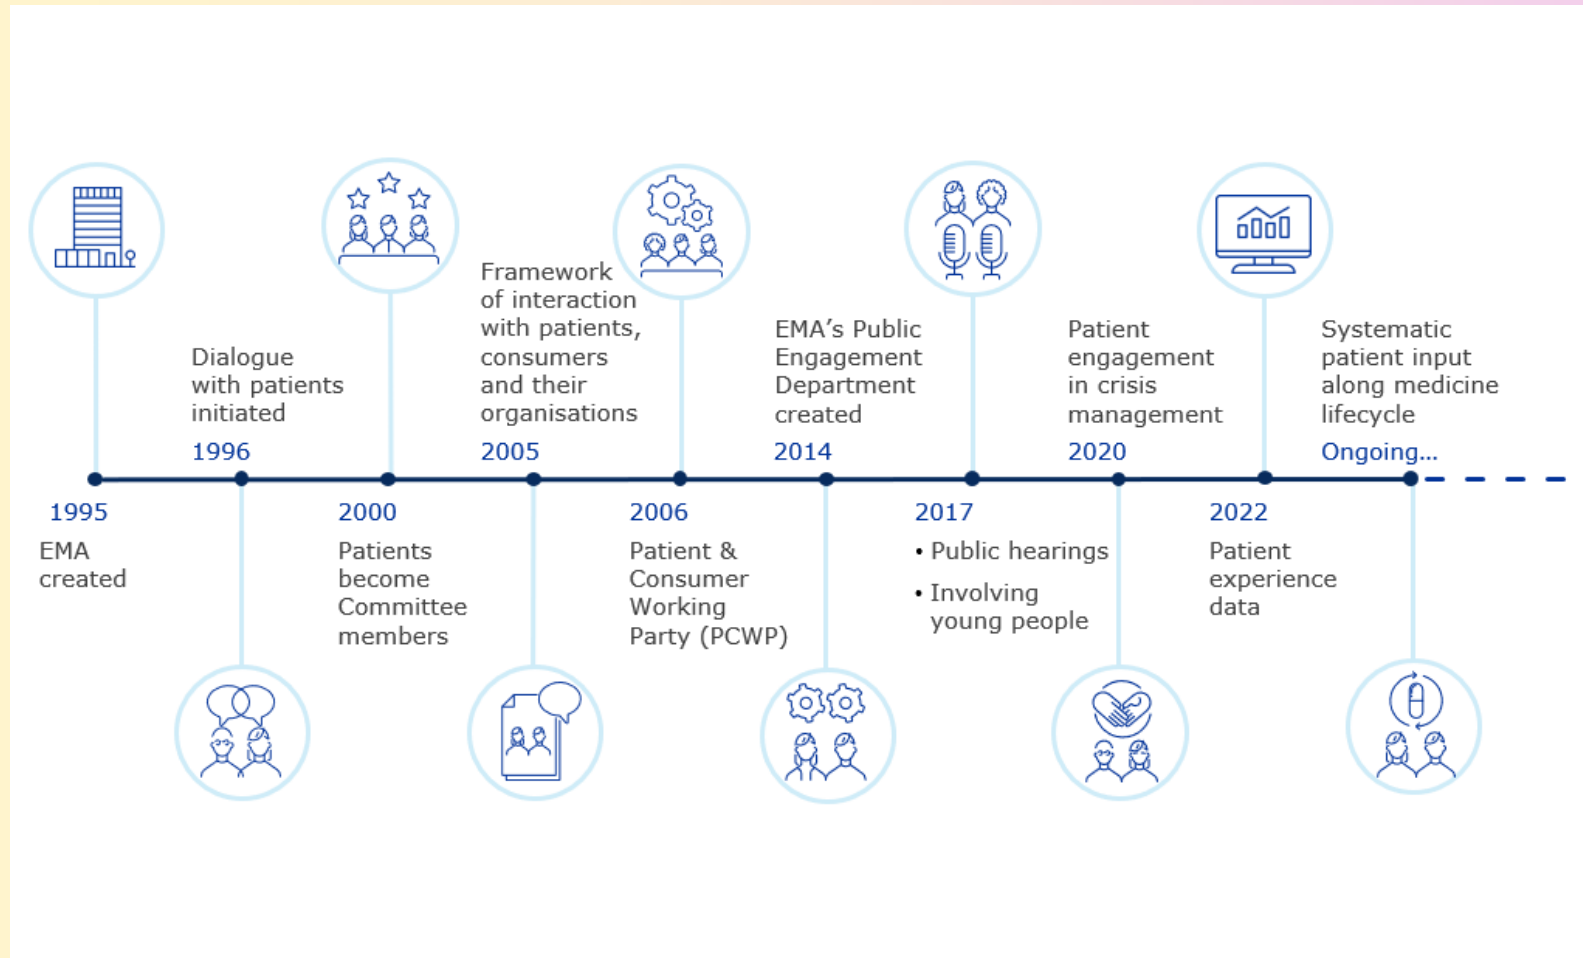 1995
EMA
created
Dialogue
with patients
initiated
1996
2000
Patients
become
Committee
members
Framework
of interaction
with patients,
consumers
and their
organisations
2005
2006
Patient &
Consumer
Working
Party (PCWP)
EMA’s Public
Engagement
Department
created
2014
2017
• Public hearings
• Involving
young people
Patient
engagement
in crisis
management
2020
2022
Patient
experience
data
Systematic
patient input
along medicine
lifecycle
Ongoing...